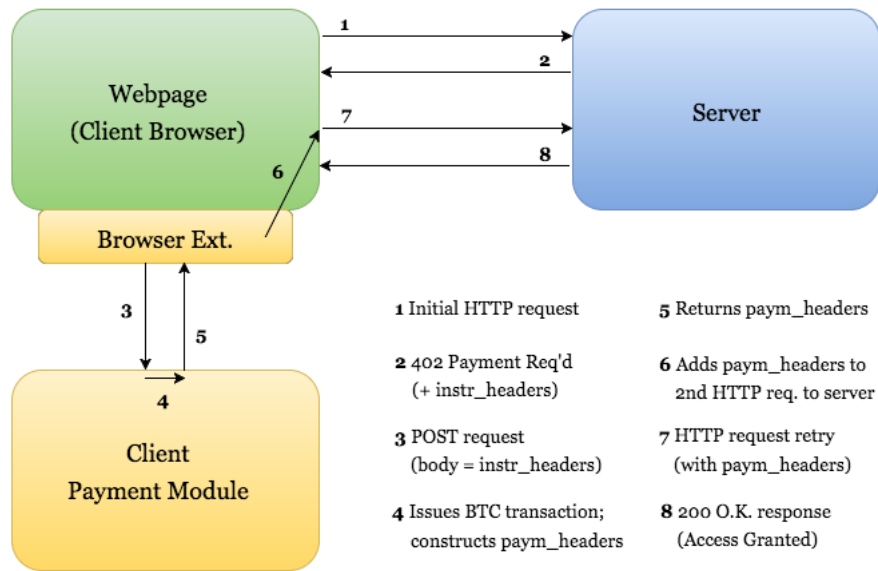 1
2
Webpage
(Client Browser)
7
Server
8
6
Browser Ext.
3
5
4
Client
Payment Module
1 Initial HTTP request
2 402 Payment Req'd
(+ instr_headers)
3 POST request
(body = instr_headers)
4 Issues BTC transaction;
constructs paym_headers
5 Returns paym_headers
6 Adds paym_headers to
2nd HTTP req. to server
7 HTTP request retry
(with paym_headers)
8 200 O.K. response
(Access Granted)